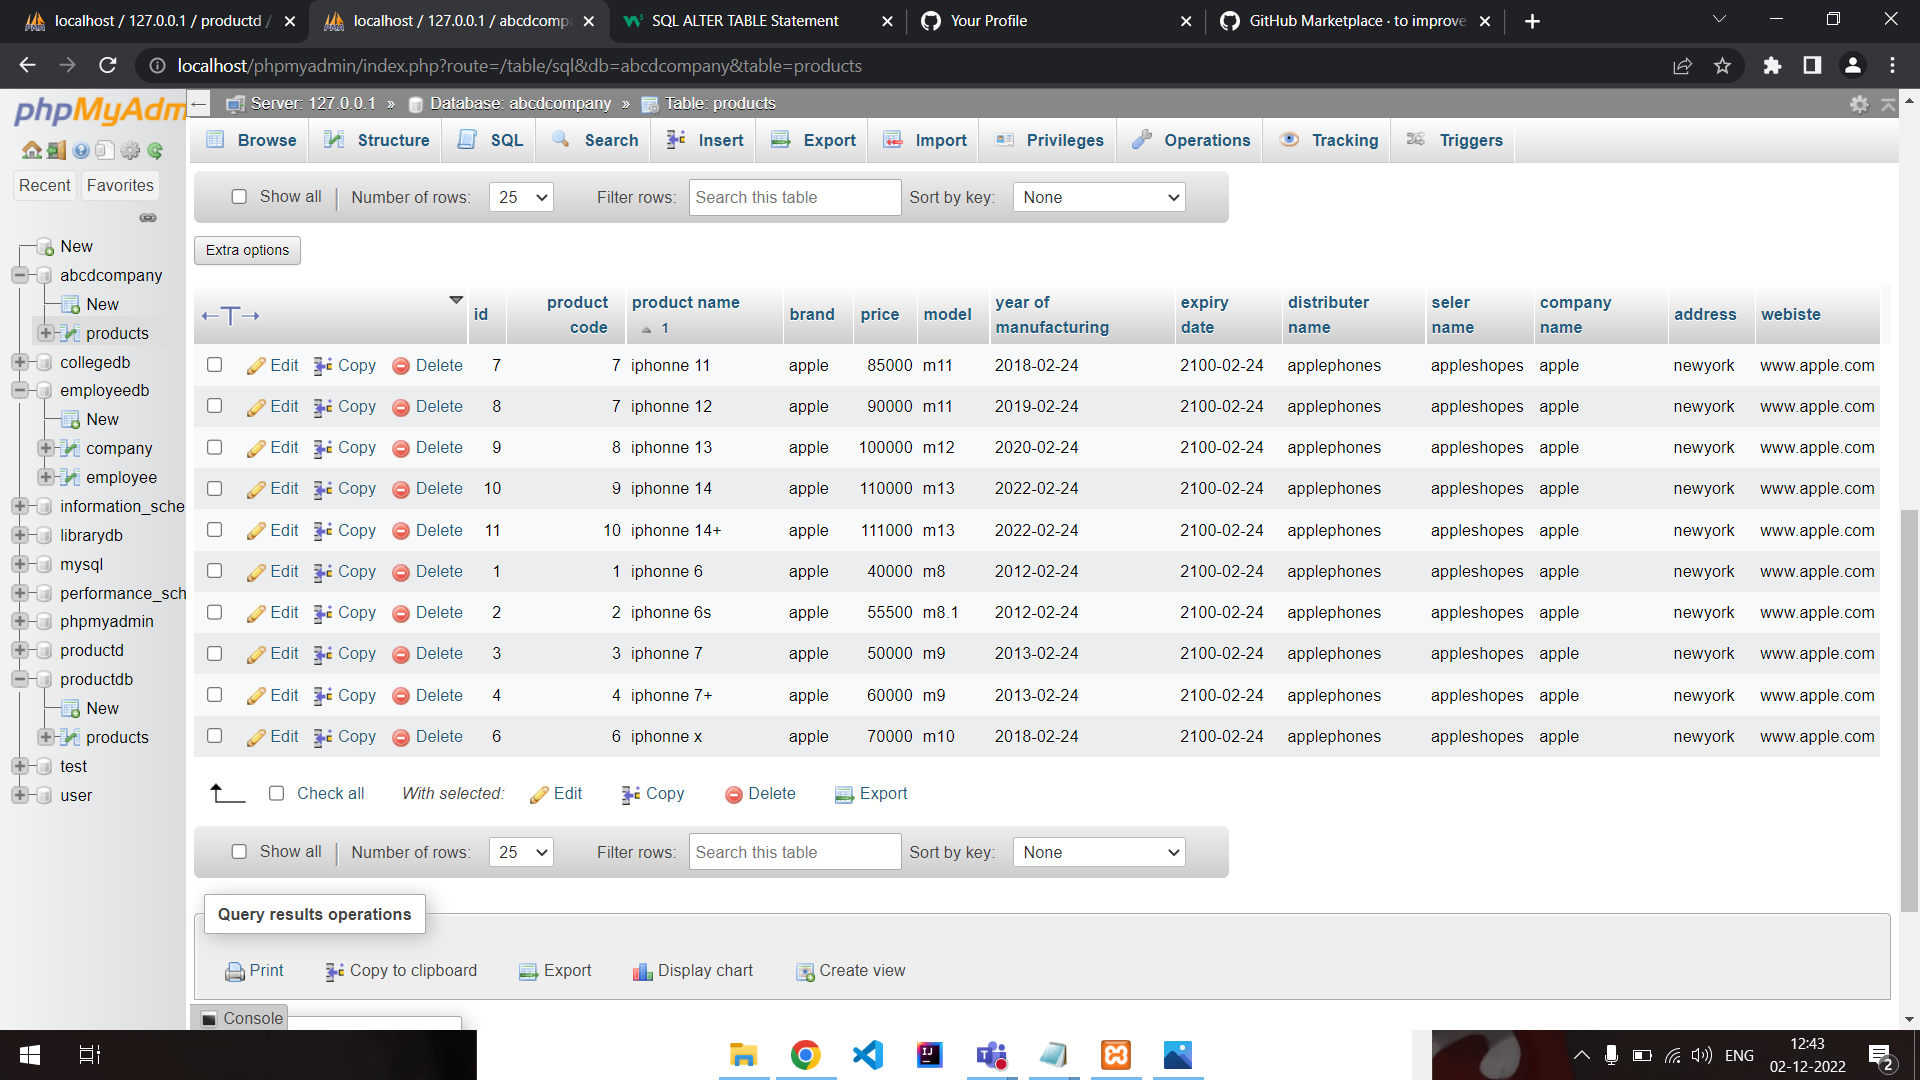 localhost / 127.0.0.1 / productd /
localhost / 127.0.0.1 / abcdcomp
SQL ALTER TABLE Statement
Your Profile
GitHub Marketplace · to improve
localhost/phpmyadmin/index.php?route=/table/sql&db=abcdcompany&table=products
phpMyAdm
Server: 127.0.0.1 » Database: abcdcompany » Table: products
Browse Structure SQL Search Insert Export Import Privileges Operations Tracking Triggers
Recent Favorites
New
abcdcompany
New
products
collegedb
employeedb
New
company
employee
information_sche
librarydb
mysql
performance_sch
phpmyadmin
productd
productdb
New
products
test
user
Show all | Number of rows: 25 Filter rows: Search this table Sort by key: None
Extra options
←T→ id product code product name 1 brand price model year of manufacturing expiry date distributer name seler name company name address webiste
Edit Copy Delete 7 7 iphonne 11 apple 85000 m11 2018-02-24 2100-02-24 applephones appleshopes apple newyork www.apple.com
Edit Copy Delete 8 7 iphonne 12 apple 90000 m11 2019-02-24 2100-02-24 applephones appleshopes apple newyork www.apple.com
Edit Copy Delete 9 8 iphonne 13 apple 100000 m12 2020-02-24 2100-02-24 applephones appleshopes apple newyork www.apple.com
Edit Copy Delete 10 9 iphonne 14 apple 110000 m13 2022-02-24 2100-02-24 applephones appleshopes apple newyork www.apple.com
Edit Copy Delete 11 10 iphonne 14+ apple 111000 m13 2022-02-24 2100-02-24 applephones appleshopes apple newyork www.apple.com
Edit Copy Delete 1 1 iphonne 6 apple 40000 m8 2012-02-24 2100-02-24 applephones appleshopes apple newyork www.apple.com
Edit Copy Delete 2 2 iphonne 6s apple 55500 m8.1 2012-02-24 2100-02-24 applephones appleshopes apple newyork www.apple.com
Edit Copy Delete 3 3 iphonne 7 apple 50000 m9 2013-02-24 2100-02-24 applephones appleshopes apple newyork www.apple.com
Edit Copy Delete 4 4 iphonne 7+ apple 60000 m9 2013-02-24 2100-02-24 applephones appleshopes apple newyork www.apple.com
Edit Copy Delete 6 6 iphonne x apple 70000 m10 2018-02-24 2100-02-24 applephones appleshopes apple newyork www.apple.com
Check all With selected: Edit Copy Delete Export
Show all | Number of rows: 25 Filter rows: Search this table Sort by key: None
Query results operations
Print Copy to clipboard Export Display chart Create view
Console
ENG
12:43
02-12-2022
2